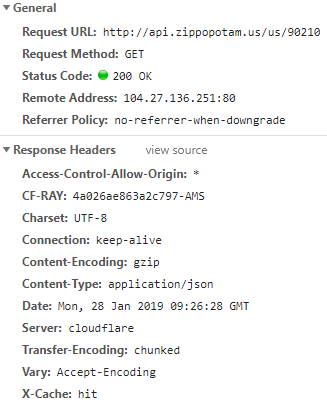 General
Request URL: http://api.zippopotam.us/us/90210
Request Method: GET
Status Code: 200 OK
Remote Address: 104.27.136.251:80
Referrer Policy: no-referrer-when-downgrade
Response Headers view source
Access-Control-Allow-Origin: *
CF-RAY: 4a026ae863a2c797-AMS
Charset: UTF-8
Connection: keep-alive
Content-Encoding: gzip
Content-Type: application/json
Date: Mon, 28 Jan 2019 09:26:28 GMT
Server: cloudflare
Transfer-Encoding: chunked
Vary: Accept-Encoding
X-Cache: hit